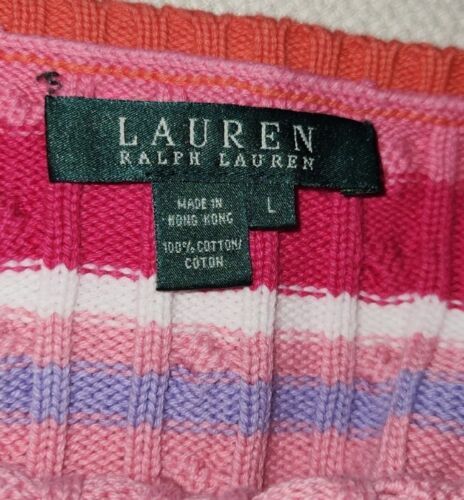 LAUREN
RALPH LAUREN
MADE IN
HONG KONG
100% COTTON/
COTON
L